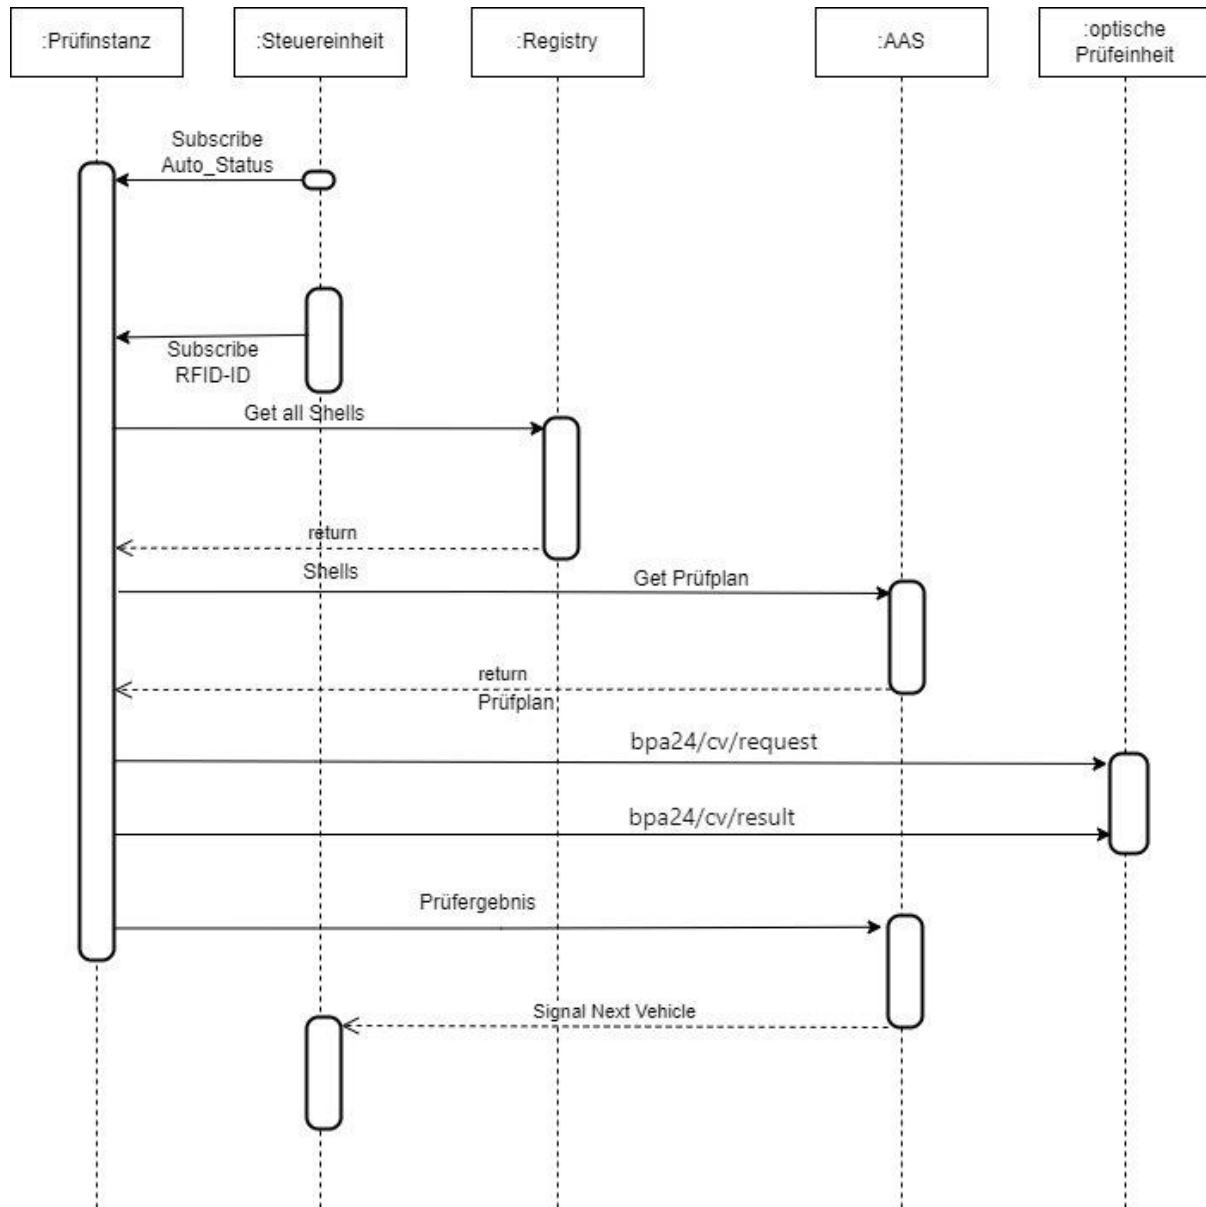 :Prüfinstanz
:Steuereinheit
:Registry
:AAS
:optische
Prüfeinheit
Subscribe
Auto_Status
Subscribe
RFID-ID
Get all Shells
return
Shells
Get Prüfplan
return
Prüfplan
bpa24/cv/request
bpa24/cv/result
Prüfergebnis
Signal Next Vehicle